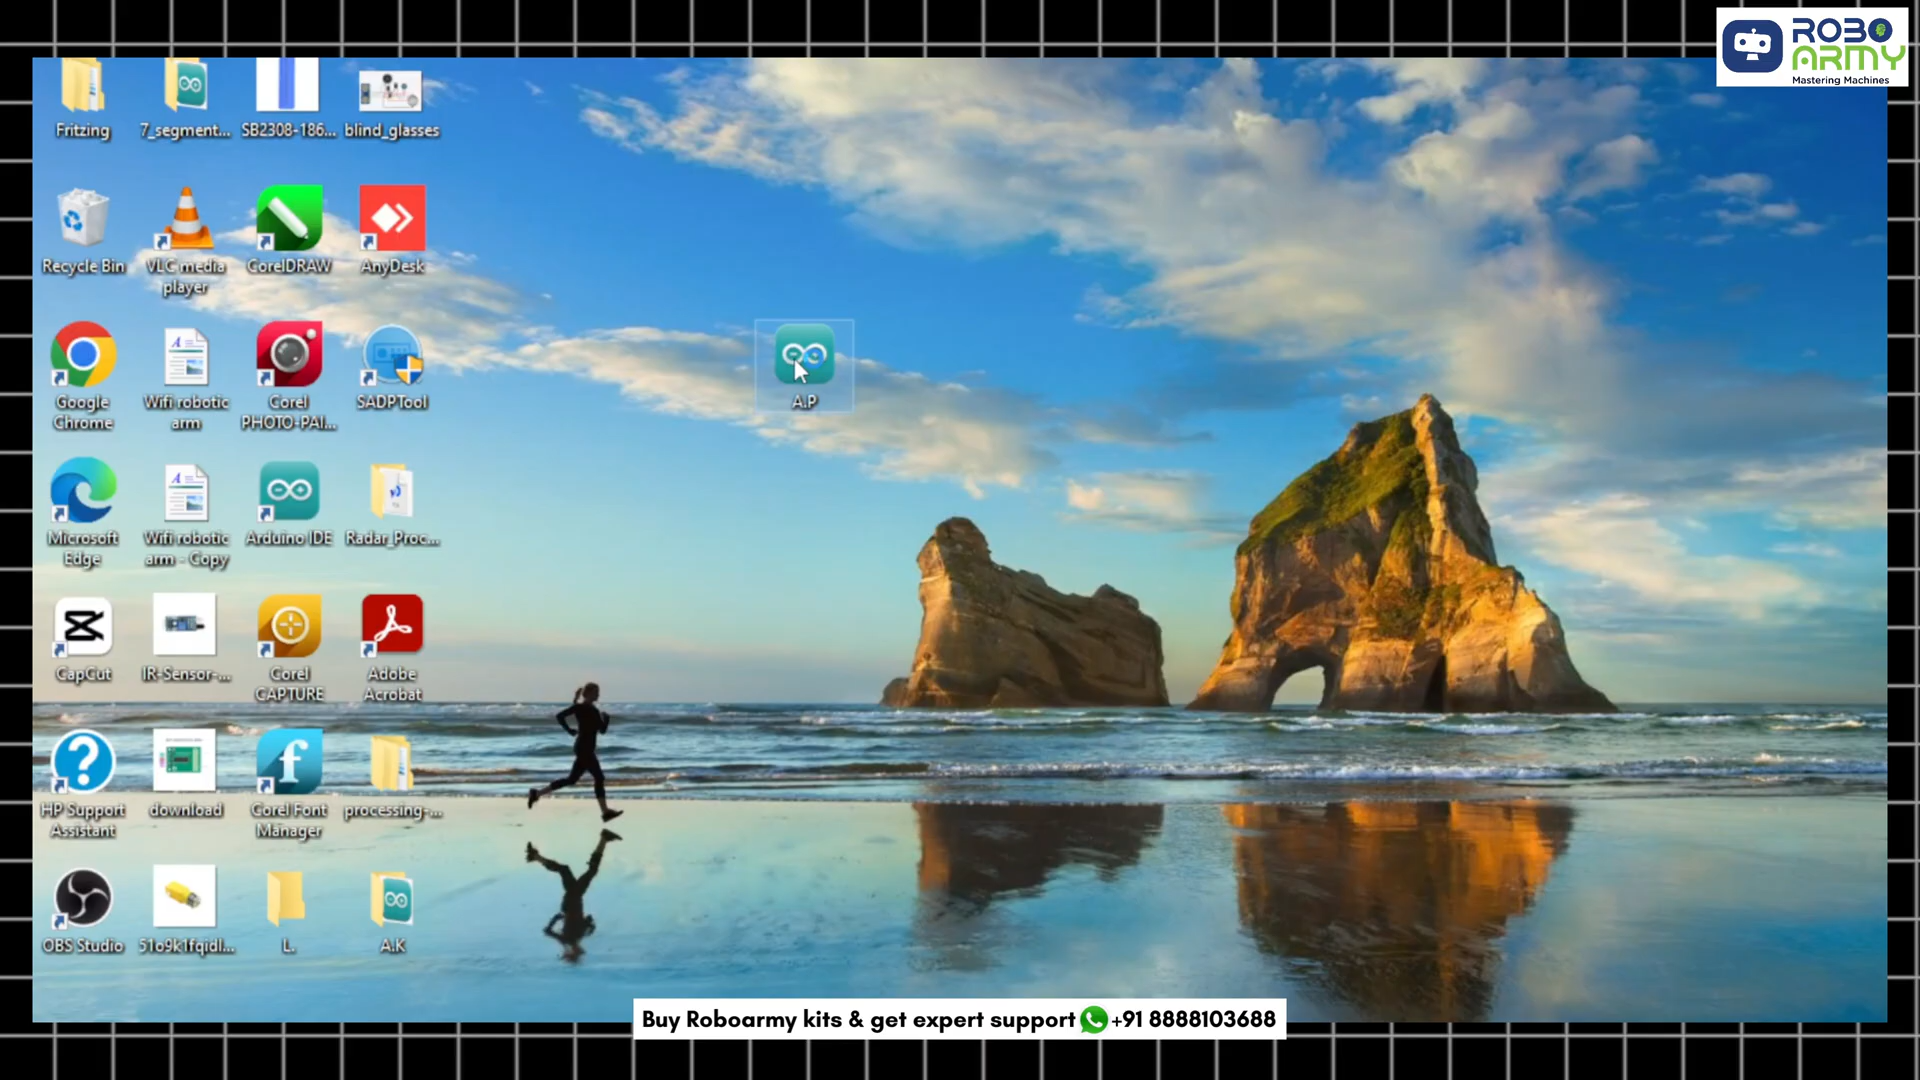 ROBO
ARMY
Mastering Machines
Fritzing
7_segment...
SB2308-186...
blind_glasses
Recycle Bin
VLC media
player
CorelDRAW
AnyDesk
Google
Chrome
Wifi robotic
arm
Corel
PHOTO-PAI...
SADPTool
A.P
Microsoft
Edge
Wifi robotic
arm - Copy
Arduino IDE
Radar_Proc...
CapCut
IR-Sensor-...
Corel
CAPTURE
Adobe
Acrobat
HP Support
Assistant
download
Corel Font
Manager
processing-...
OBS Studio
51o9k1fqidl...
L.
A.K
Buy Roboarmy kits & get expert support +91 8888103688